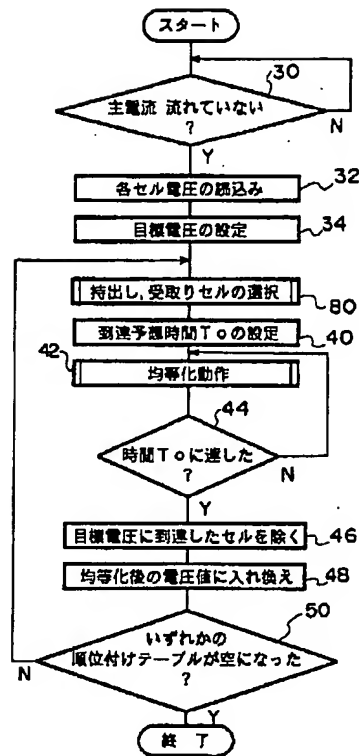 スタート
30
主電流 流れていない
?
N
Y
各セル電圧の読込み
32
目標電圧の設定
34
持出し,受取りセルの選択
80
到達予想時間Toの設定
40
42
均等化動作
44
時間Toに達した
?
N
Y
目標電圧に到達したセルを除く
46
均等化後の電圧値に入れ換え
48
50
いずれかの
順位付けテーブルが空になった
?
N
Y
終 了